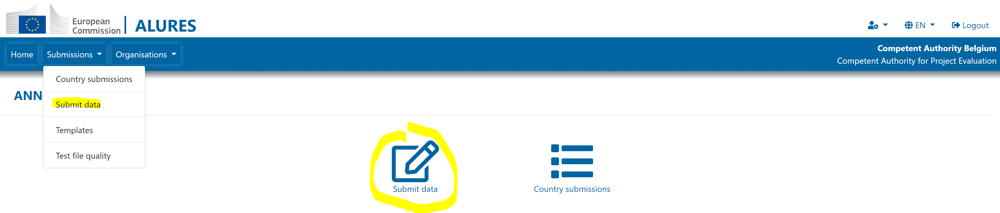 European
Commission
ALURES
EN
Logout
Home
Submissions
Organisations
Competent Authority Belgium
Competent Authority for Project Evaluation
Country submissions
ANN
Submit data
Templates
Test file quality
Submit data
Country submissions